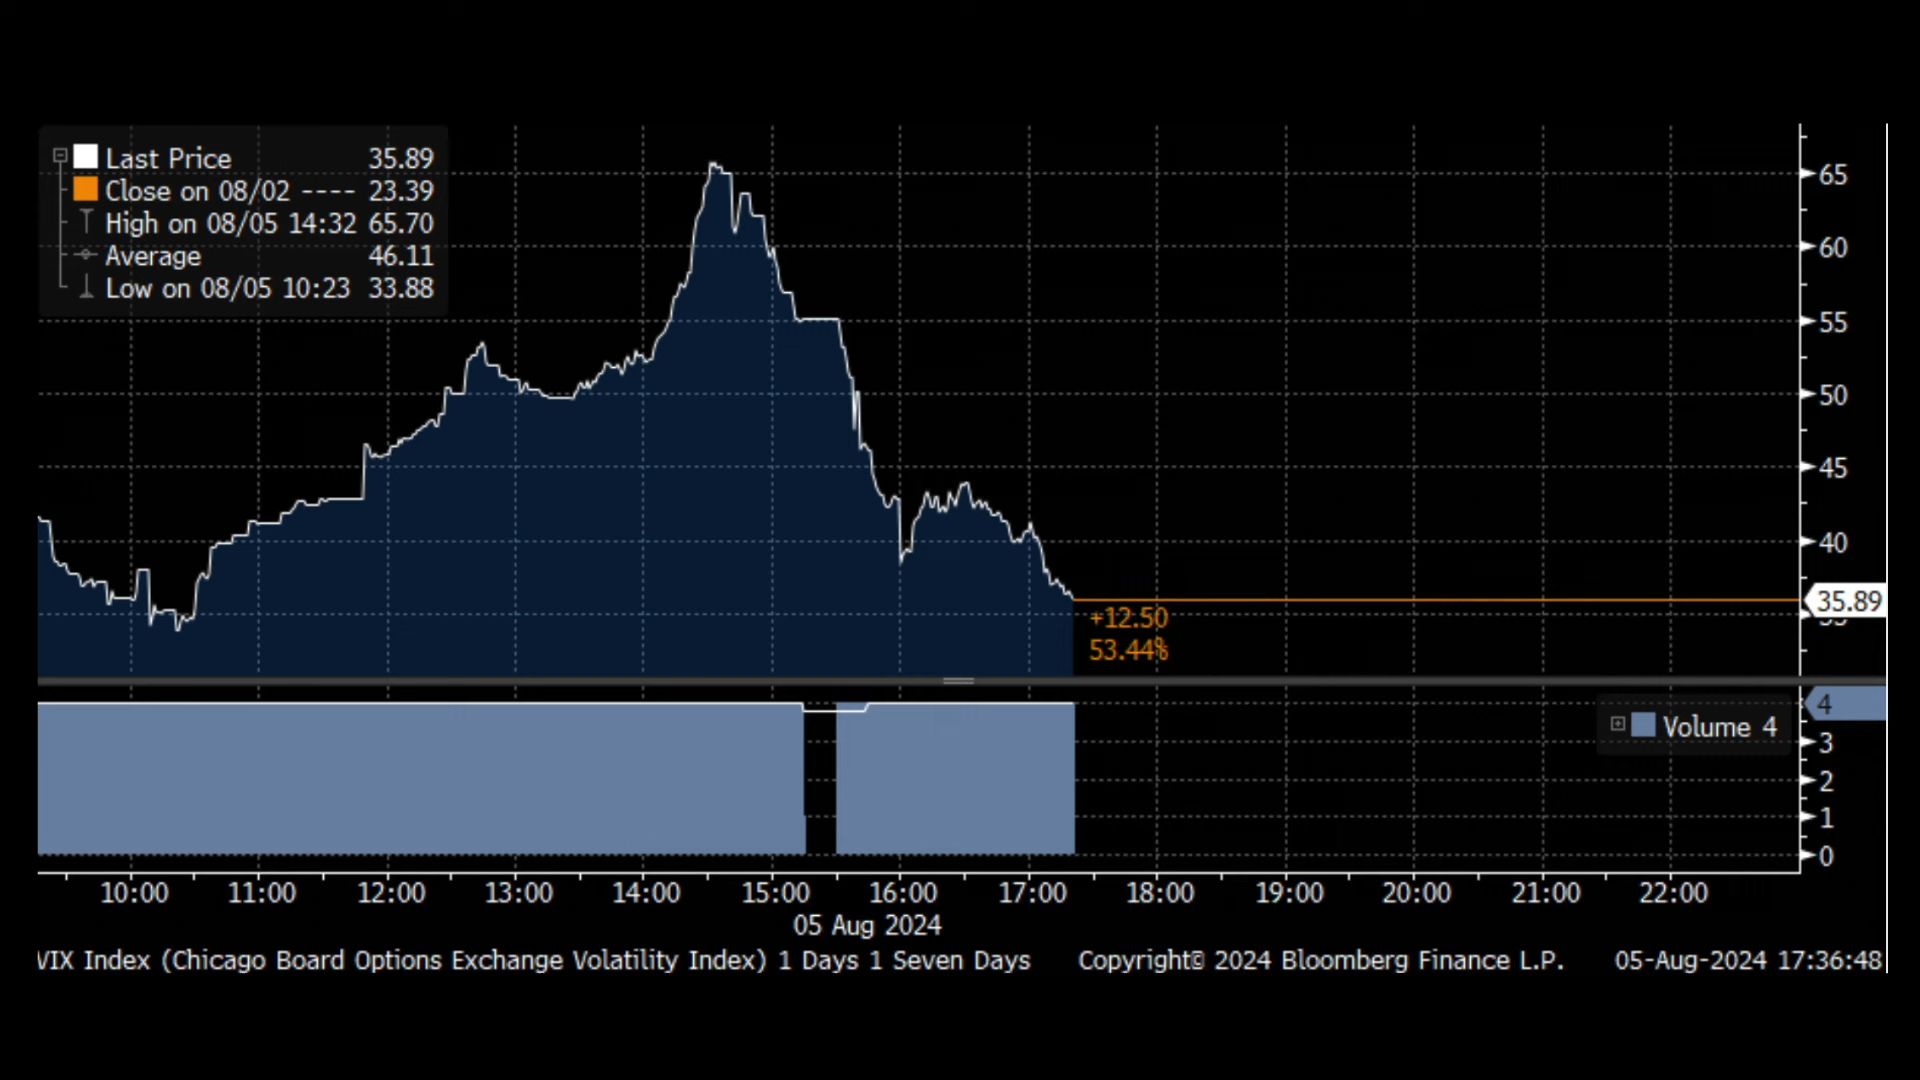 Last Price 35.89
Close on 08/02 ---- 23.39
High on 08/05 14:32 65.70
Average 46.11
Low on 08/05 10:23 33.88
65
60
55
50
45
40
35.89
35
+12.50
53.44%
4
Volume 4
3
2
1
0
10:00 11:00 12:00 13:00 14:00 15:00 16:00 17:00 18:00 19:00 20:00 21:00 22:00
05 Aug 2024
VIX Index (Chicago Board Options Exchange Volatility Index) 1 Days 1 Seven Days Copyright 2024 Bloomberg Finance L.P. 05-Aug-2024 17:36:48